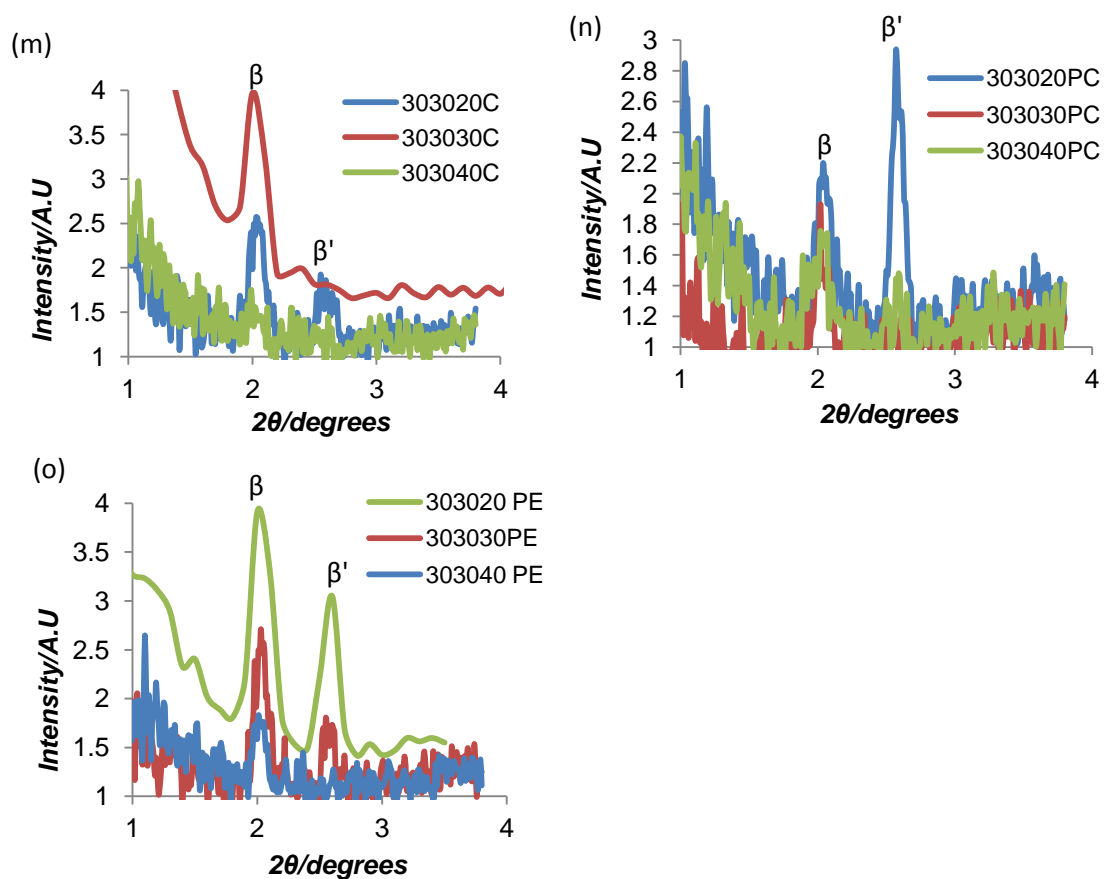 (m)
β
β'
303020C
303030C
303040C
4
3.5
3
2.5
2
1.5
1
Intensity/A.U
1 2 3 4
2θ/degrees
(n)
β'
β
303020PC
303030PC
303040PC
3
2.8
2.6
2.4
2.2
2
1.8
1.6
1.4
1.2
1
Intensity/A.U
1 2 3 4
2θ/degrees
(o)
β
β'
303020 PE
303030PE
303040 PE
4
3.5
3
2.5
2
1.5
1
Intensity/A.U
1 2 3 4
2θ/degrees